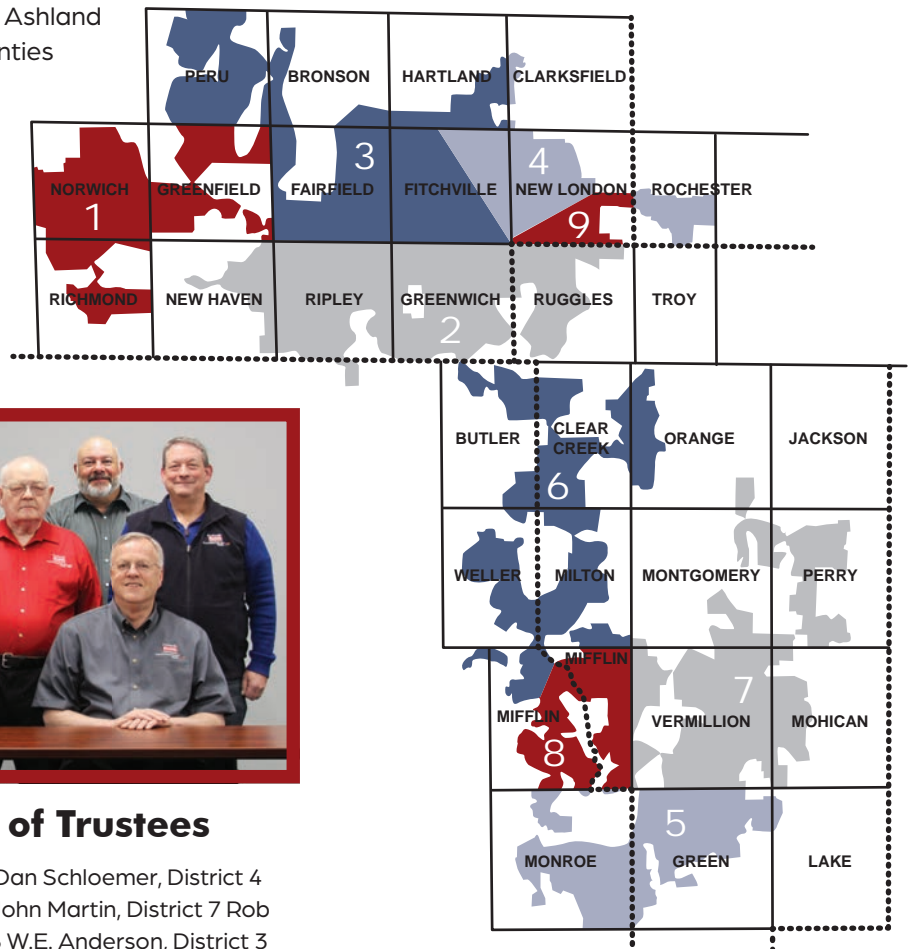 Ashland
nties
PERU BRONSON HARTLAND CLARKSFIELD
3 4
NORWICH GREENFIELD FAIRFIELD FITCHVILLE NEW LONDON ROCHESTER
1 9
RICHMOND NEW HAVEN RIPLEY GREENWICH RUGGLES TROY
2
BUTLER CLEAR CREEK ORANGE JACKSON
6
WELLER MILTON MONTGOMERY PERRY
MIFFLIN
MIFFLIN 7 VERMILLION MOHICAN
8
5
MONROE GREEN LAKE
of Trustees
Dan Schloemer, District 4
ohn Martin, District 7 Rob
W.E. Anderson, District 3